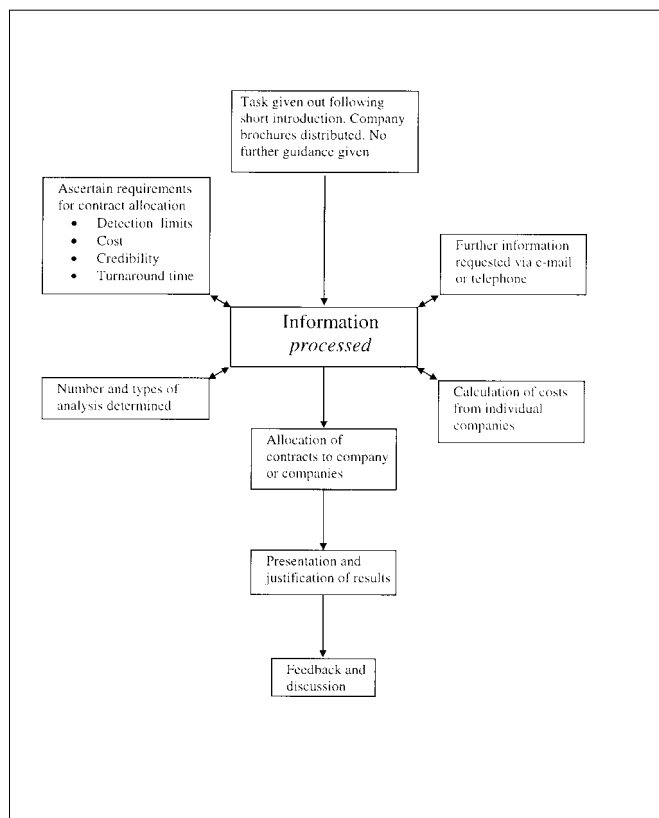 Task given out following
short introduction. Company
brochures distributed. No
further guidance given
Ascertain requirements
for contract allocation
• Detection limits
• Cost
• Credibility
• Turnaround time
Further information
requested via e-mail
or telephone
Information
processed
Number and types of
analysis determined
Calculation of costs
from individual
companies
Allocation of
contracts to company
or companies
Presentation and
justification of results
Feedback and
discussion